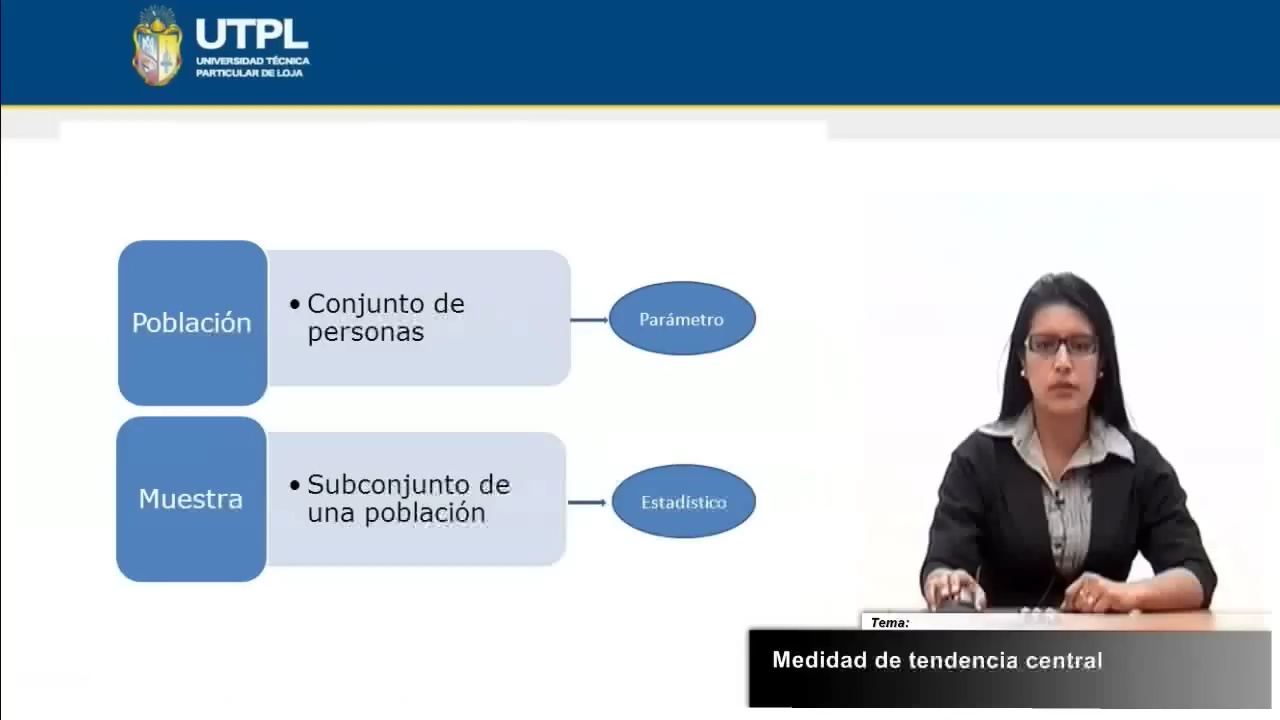 UTPL
UNIVERSIDAD TÉCNICA
PARTICULAR DE LOJA
Población
• Conjunto de
personas
Parámetro
Muestra
• Subconjunto de
una población
Estadístico
Tema:
Medidad de tendencia central